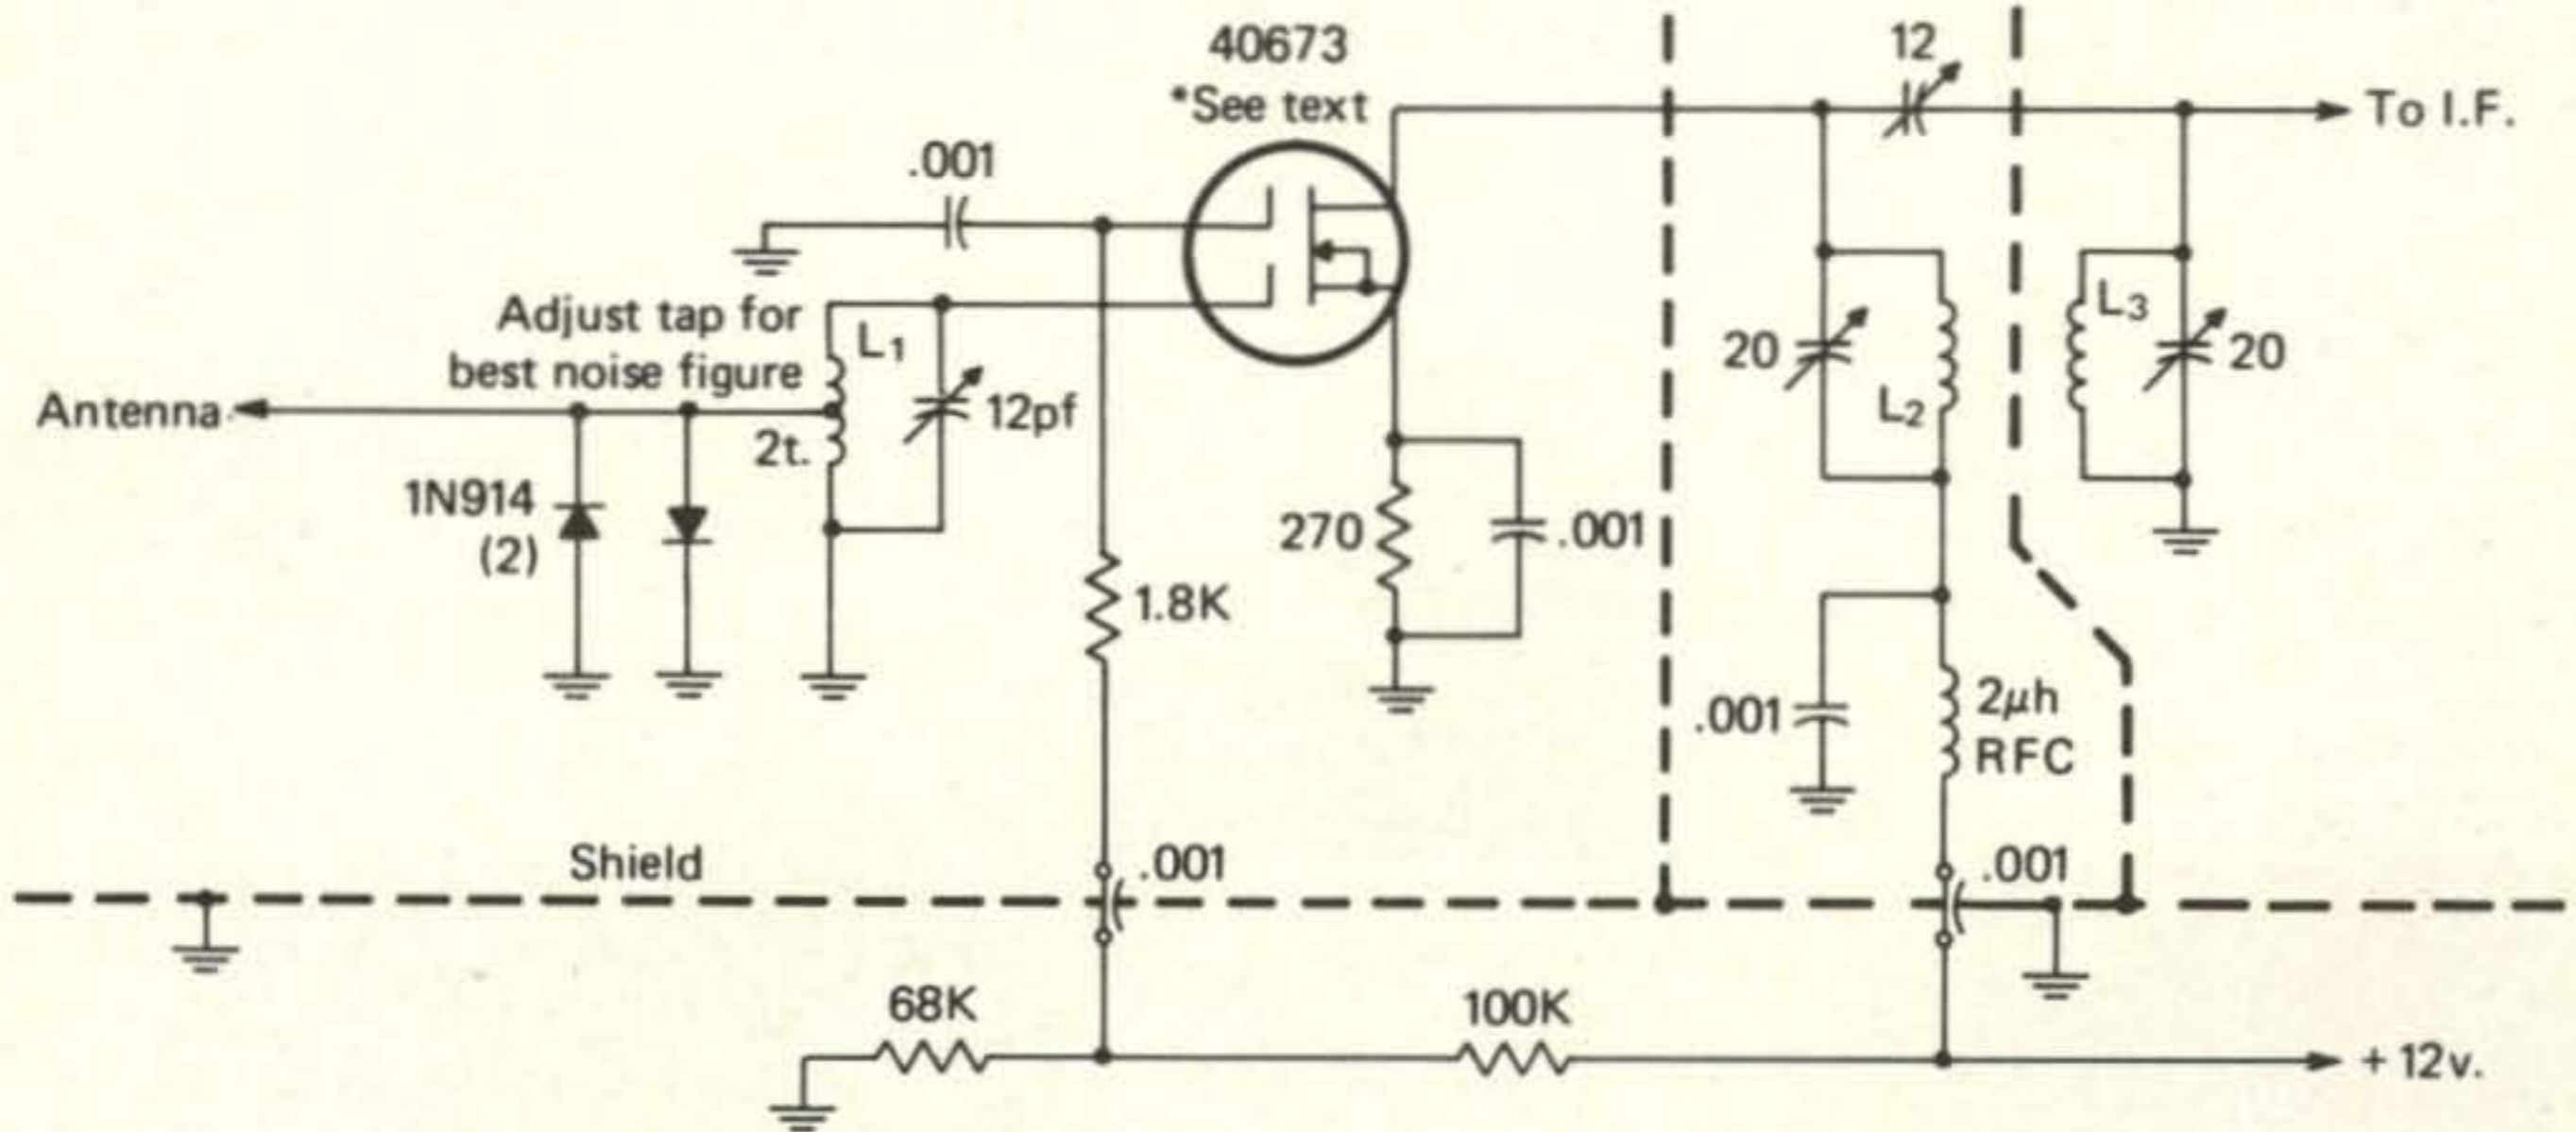 40673
*See text
12
To I.F.
.001
Adjust tap for
best noise figure
L1
L3
20
20
Antenna
12pf
L2
2t.
1N914
(2)
270
.001
1.8K
2μh
RFC
.001
Shield
.001
.001
68K
100K
+ 12v.